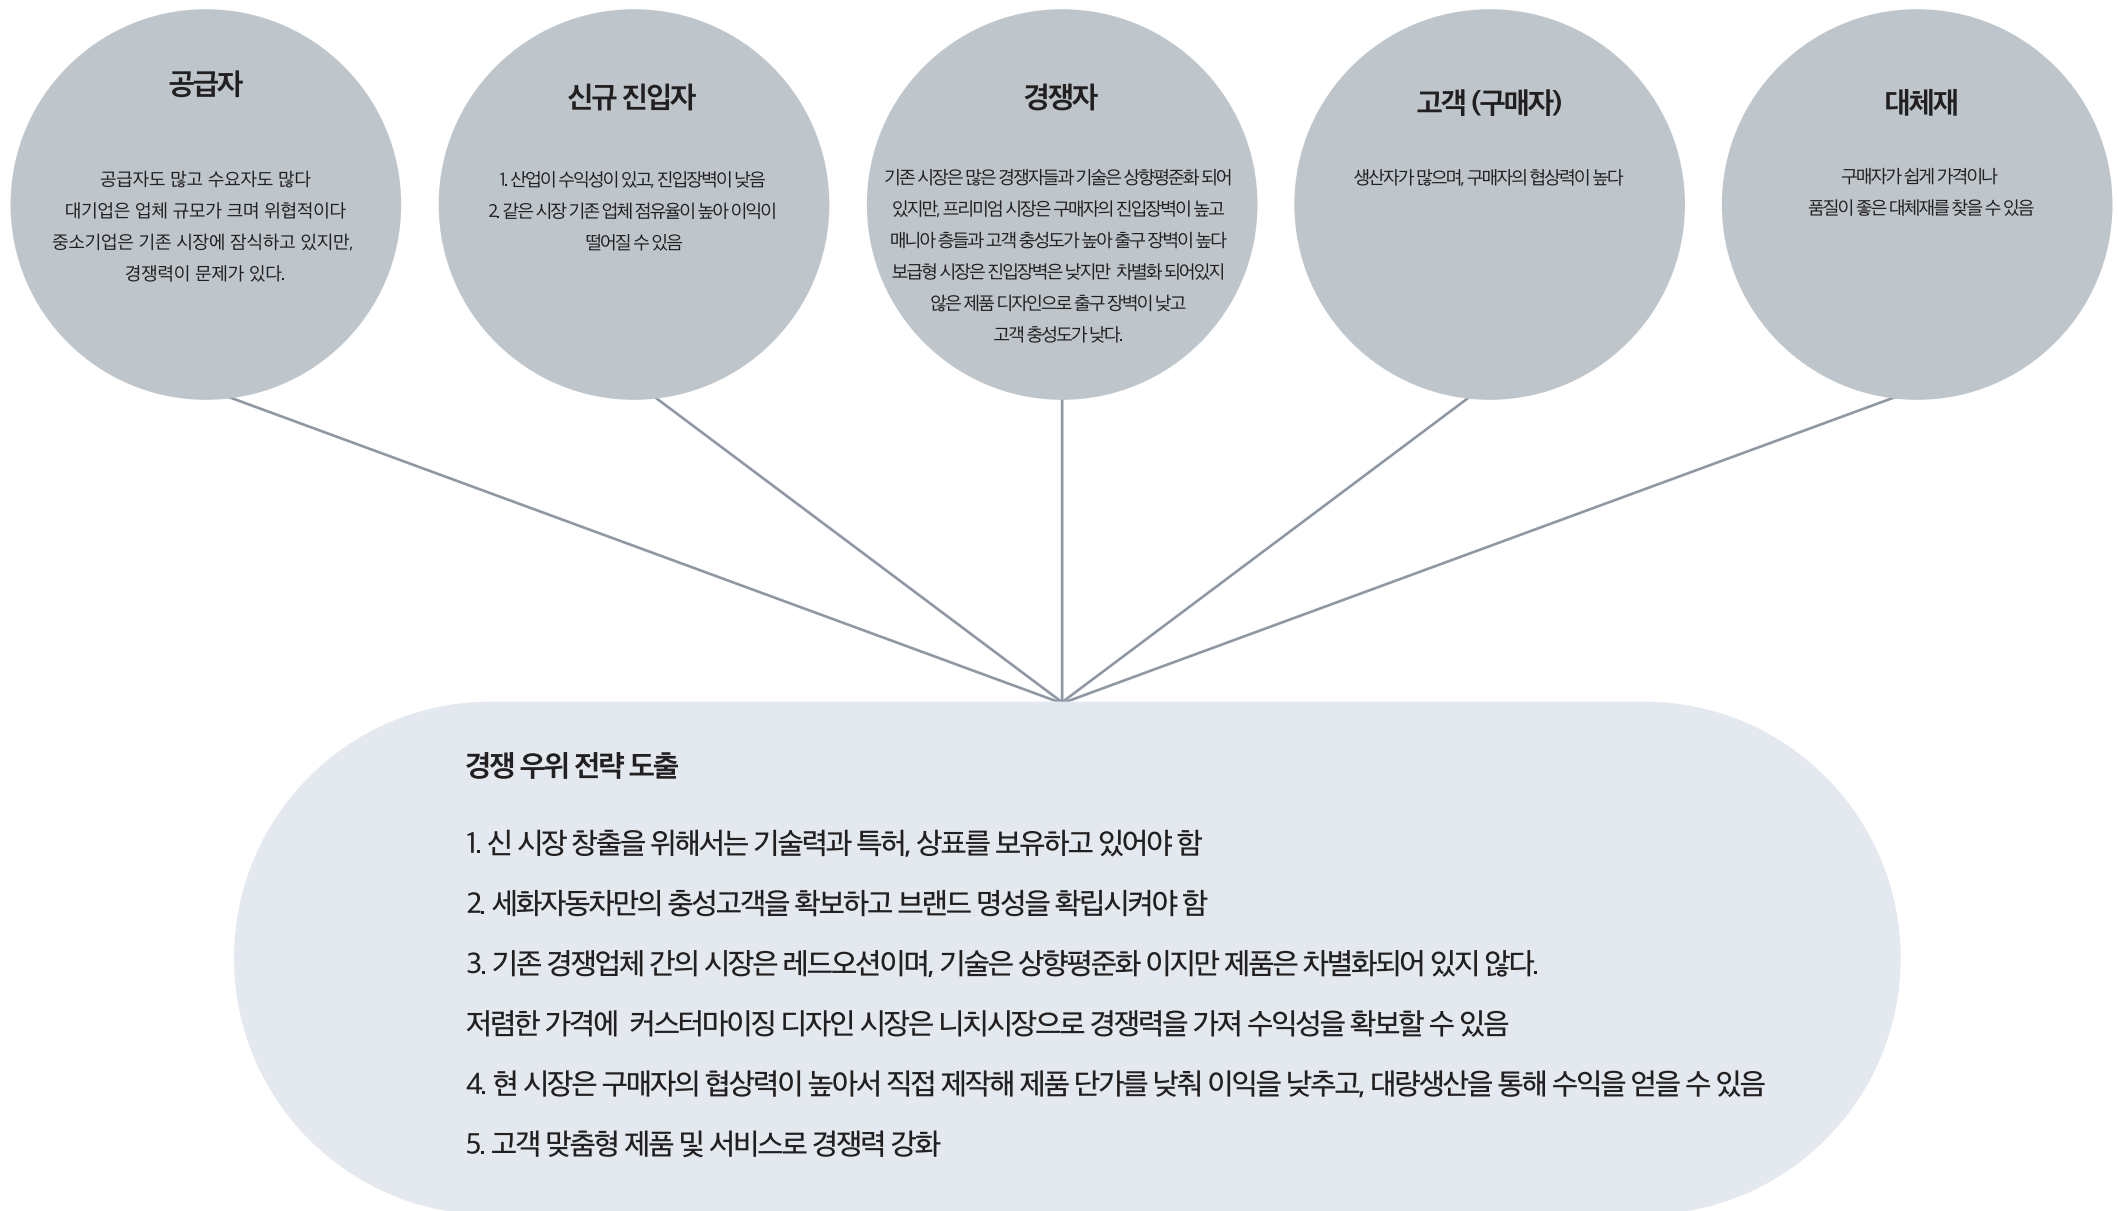 공급자
공급자도 많고 수요자도 많다
대기업은 업체 규모가 크며 위협적이다
중소기업은 기존 시장에 잠식하고 있지만,
경쟁력이 문제가 있다.
신규 진입자
1. 산업이 수익성이 있고, 진입장벽이 낮음
2. 같은 시장 기존 업체 점유율이 높아 이익이
떨어질 수 있음
경쟁자
기존 시장은 많은 경쟁자들과 기술은 상향평준화 되어
있지만, 프리미엄 시장은 구매자의 진입장벽이 높고
매니아 층들과 고객 충성도가 높아 출구 장벽이 높다
보급형 시장은 진입장벽은 낮지만 차별화 되어있지
않은 제품 디자인으로 출구 장벽이 낮고
고객 충성도가 낮다.
고객 (구매자)
생산자가 많으며, 구매자의 협상력이 높다
대체재
구매자가 쉽게 가격이나
품질이 좋은 대체재를 찾을 수 있음
경쟁 우위 전략 도출
1. 신 시장 창출을 위해서는 기술력과 특허, 상표를 보유하고 있어야 함
2. 세화자동차만의 충성고객을 확보하고 브랜드 명성을 확립시켜야 함
3. 기존 경쟁업체 간의 시장은 레드오션이며, 기술은 상향평준화 이지만 제품은 차별화되어 있지 않다.
저렴한 가격에 커스터마이징 디자인 시장은 니치시장으로 경쟁력을 가져 수익성을 확보할 수 있음
4. 현 시장은 구매자의 협상력이 높아서 직접 제작해 제품 단가를 낮춰 이익을 낮추고, 대량생산을 통해 수익을 얻을 수 있음
5. 고객 맞춤형 제품 및 서비스로 경쟁력 강화